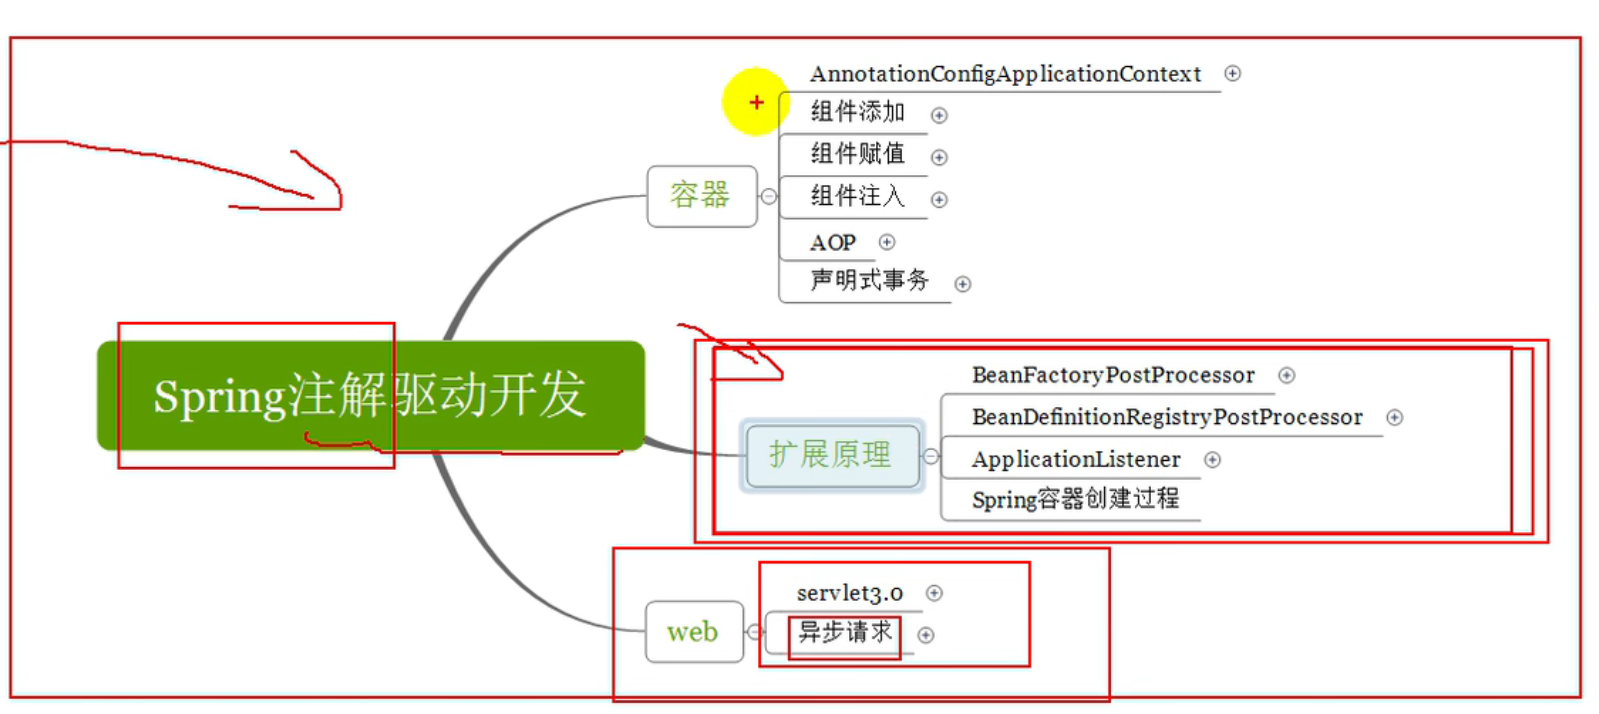 AnnotationConfigApplicationContext
组件添加
组件赋值
容器
组件注入
AOP
声明式事务
Spring注解驱动开发
BeanFactoryPostProcessor
BeanDefinitionRegistryPostProcessor
扩展原理
ApplicationListener
Spring容器创建过程
servlet3.0
web
异步请求